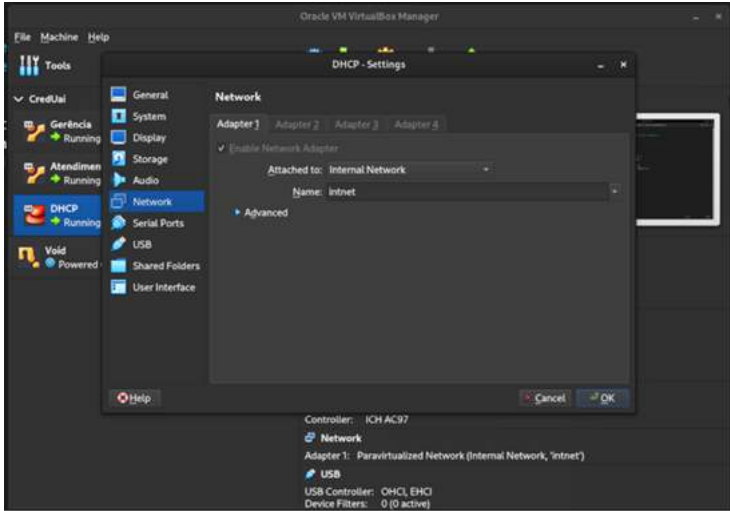 Oracle VM VirtualBox Manager
File Machine Help
Tools
DHCP - Settings
CredUai
Gerência
Running
Atendimen
Running
DHCP
Running
Void
Powered
General
System
Display
Storage
Audio
Network
Serial Ports
USB
Shared Folders
User Interface
Network
Adapter 1 Adapter 2 Adapter 3 Adapter 4
Enable Network Adapter
Attached to: Internal Network
Name: intnet
Advanced
Help
Cancel OK
Controller: ICH AC97
Network
Adapter 1: Paravirtualized Network (Internal Network, 'intnet')
USB
USB Controller: OHCI, EHCI
Device Filters: 0 (0 active)